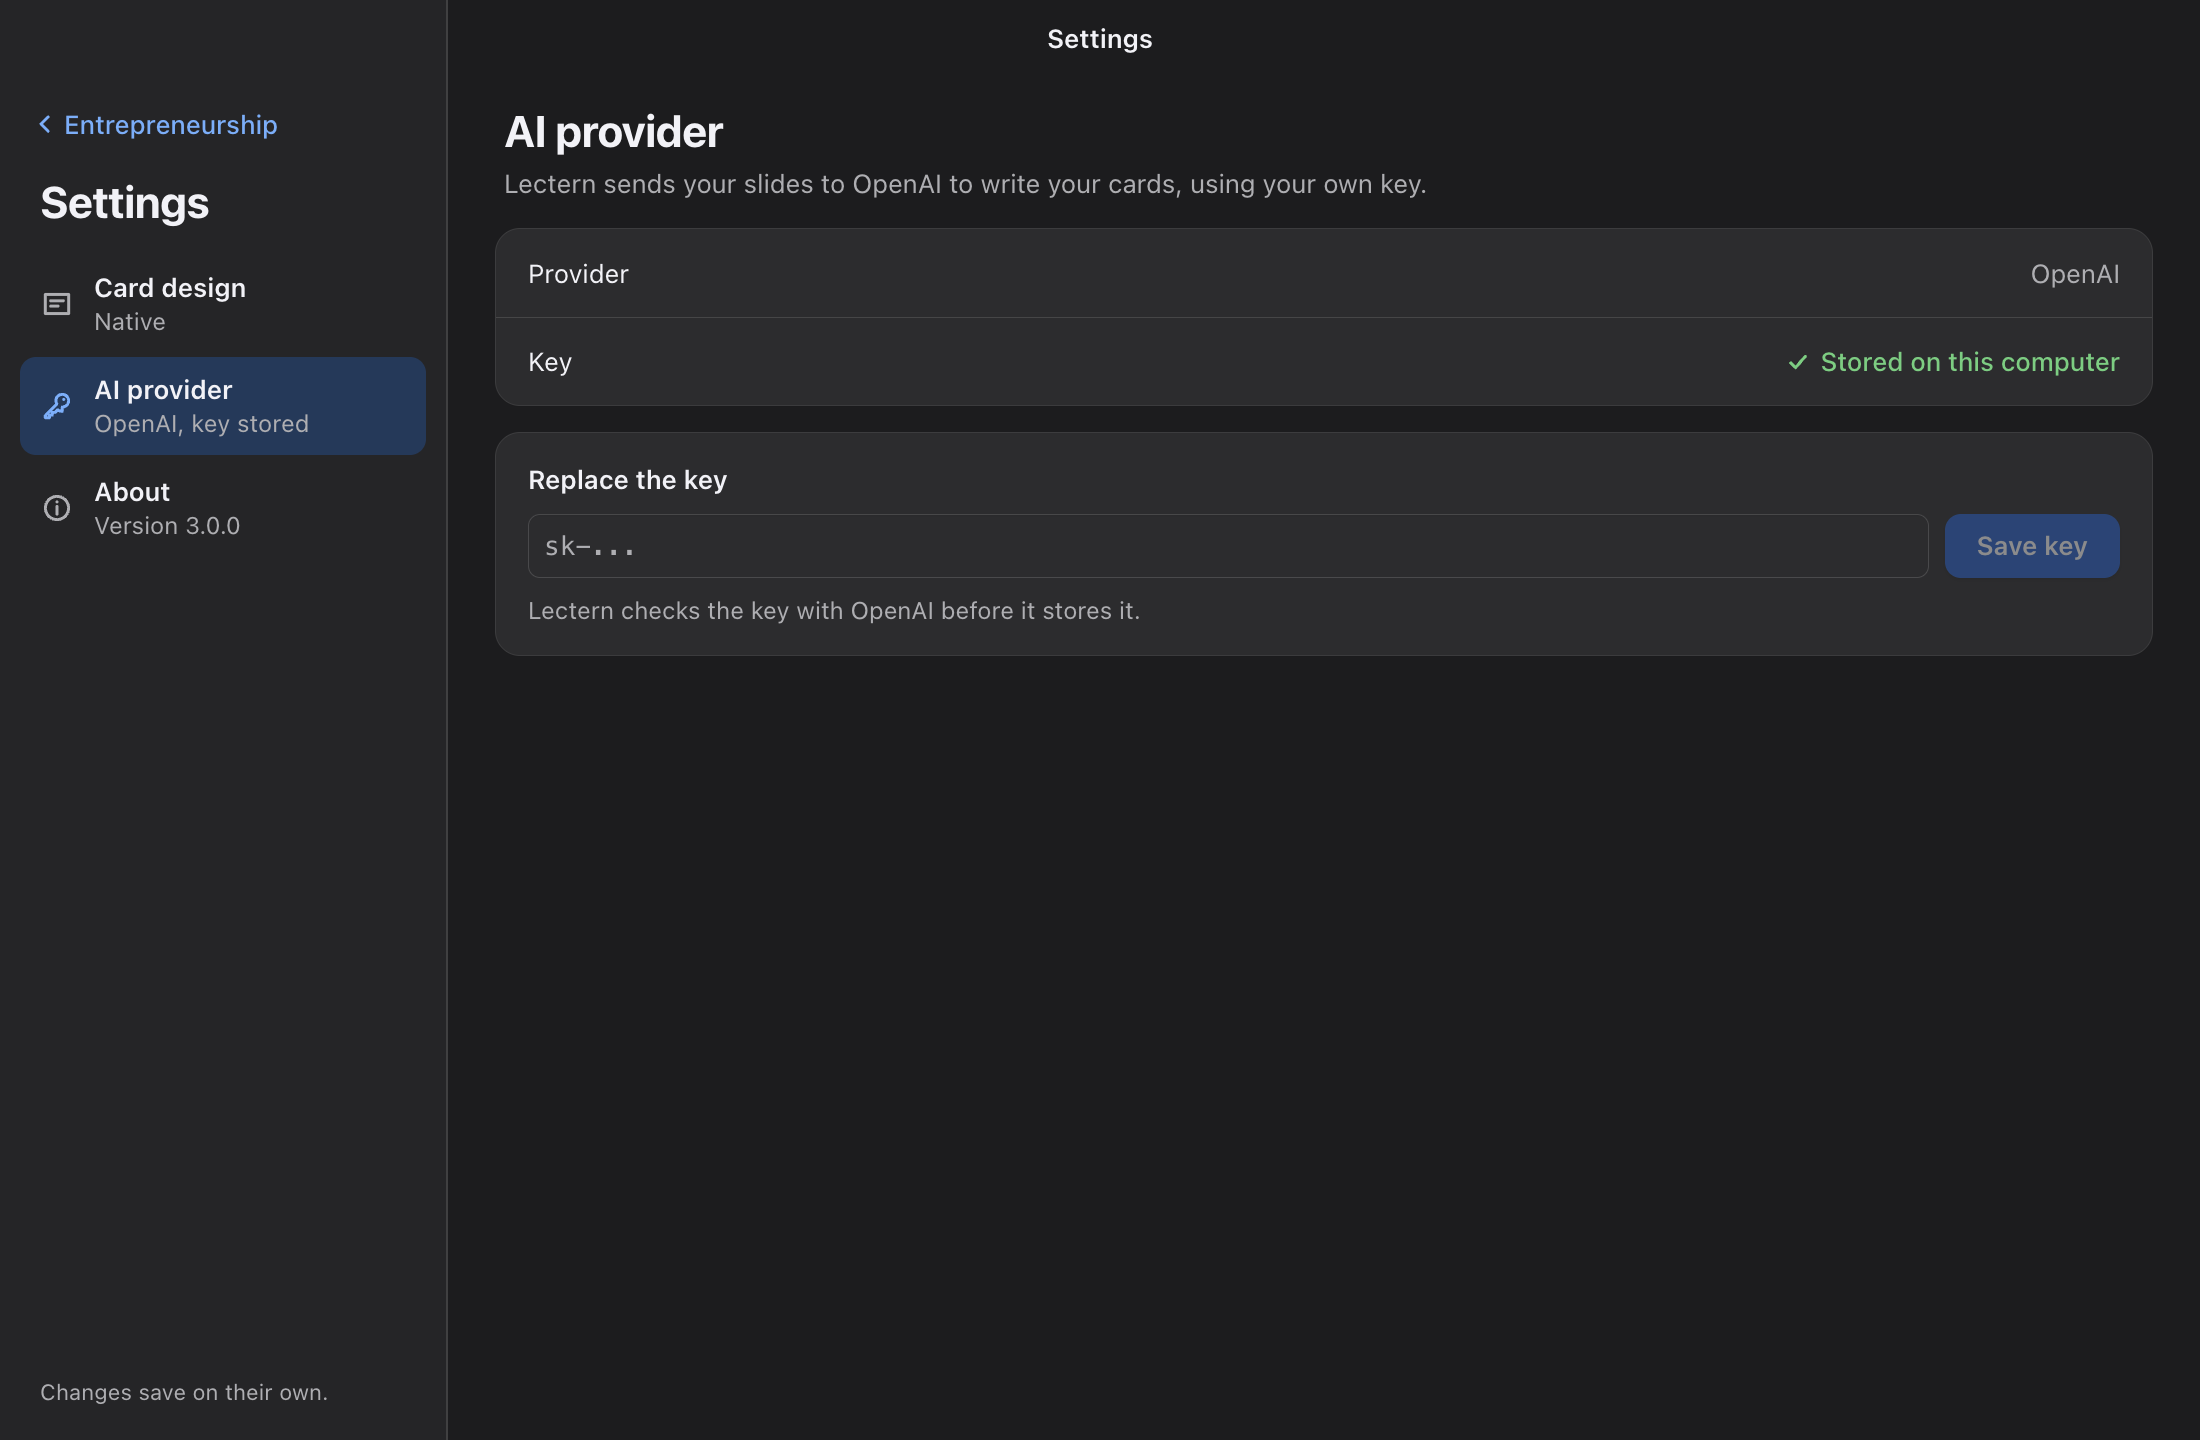 Settings
Entrepreneurship
Settings
Card design
Native
AI provider
OpenAI, key stored
About
Version 3.0.0
Changes save on their own.
AI provider
Lectern sends your slides to OpenAI to write your cards, using your own key.
Provider
OpenAI
Key
Stored on this computer
Replace the key
sk-...
Save key
Lectern checks the key with OpenAI before it stores it.